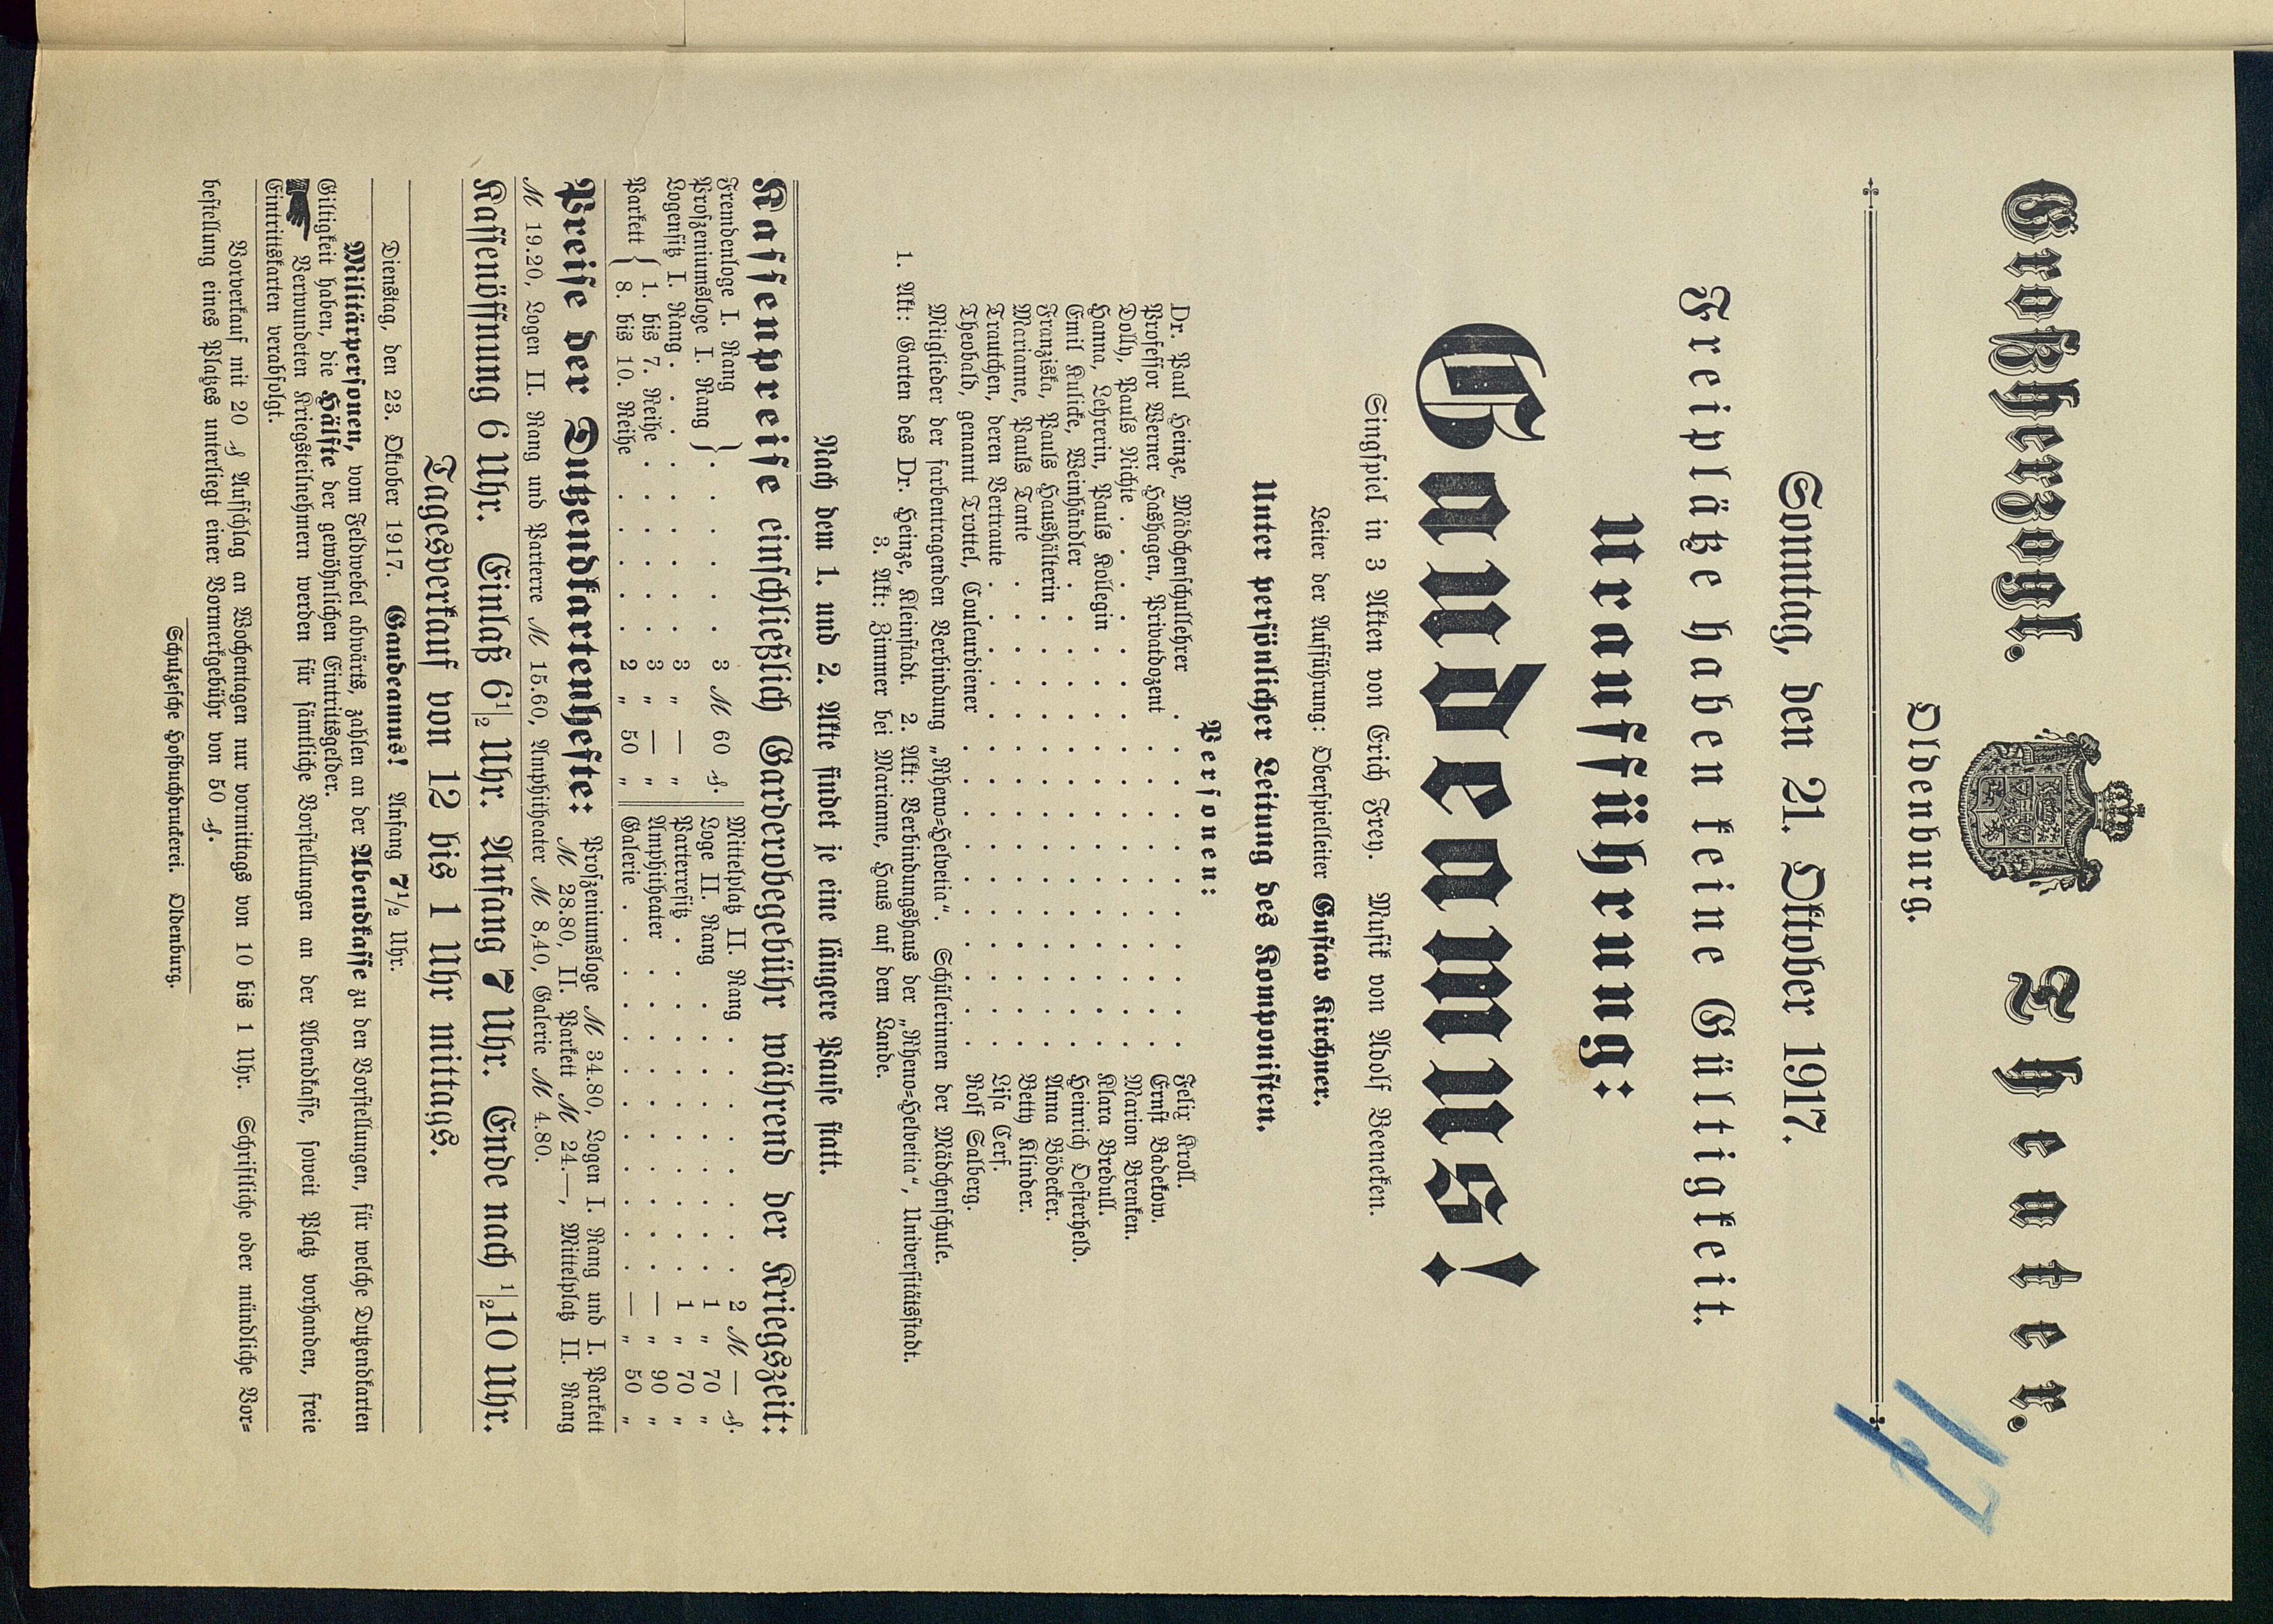 Großherzogl. Theater.
Oldenburg.
17
Sonntag, den 21. Oktober 1917.
Freiplätze haben keine Gültigkeit.
Uraufführung:
Gaudeamus!
Singspiel in 3 Akten von Erich Frey. Musik von Adolf Beeneken.
Leiter der Aufführung: Oberspielleiter Gustav Kirchner.
Unter persönlicher Leitung des Komponisten.
Personen:
Dr. Paul Heinze, Mädchenschullehrer . . . . . . . . . . . Felix Kroll.
Professor Werner Hashagen, Privatdozent . . . . . . . . . . . Ernst Badekow.
Dolly, Pauls Nichte . . . . . . . . . . . . . . . . Marion Brenken.
Hanna, Lehrerin, Pauls Kollegin . . . . . . . . . . . . . Klara Bredull.
Emil Kulicke, Weinhändler . . . . . . . . . . . . . . Heinrich Oesterheld.
Franziska, Pauls Haushälterin . . . . . . . . . . . . . Anna Bödecker.
Marianne, Pauls Tante . . . . . . . . . . . . . . Betty Klinder.
Trautchen, deren Vertraute . . . . . . . . . . . . . . Lisa Cerf.
Theobald, genannt Trottel, Couleurdiener . . . . . . . . . . Rolf Salberg.
Mitglieder der farbentragenden Verbindung „Rheno=Helvetia“. Schülerinnen der Mädchenschule.
1. Akt: Garten des Dr. Heinze, Kleinstadt. 2. Akt: Verbindungshaus der „Rheno=Helvetia“, Universitätsstadt.
3. Akt: Zimmer bei Marianne, Haus auf dem Lande.
Nach dem 1. und 2. Akte findet je eine längere Pause statt.
Kassenpreise einschließlich Garderobegebühr während der Kriegszeit:
Fremdenloge I. Rang
Proszeniumsloge I. Rang } . . . . . 3 M 60 ₰.
Logensitz I. Rang . . . . . . . . 3 „ — „
Parkett { 1. bis 7. Reihe . . . . . . 3 „ — „
8. bis 10. Reihe . . . . . . 2 „ 50 „
Mittelplatz II. Rang . . . . . . . 2 M — ₰.
Loge II. Rang . . . . . . . . 1 „ 70 „
Parterresitz . . . . . . . . . 1 „ 70 „
Amphitheater . . . . . . . . — „ 90 „
Galerie . . . . . . . . . . — „ 50 „
Preise der Dutzendkartenhefte: Proszeniumsloge M 34.80, Logen I. Rang und I. Parkett
M 28.80, II. Parkett M 24.—, Mittelplatz II. Rang
M 19.20, Logen II. Rang und Parterre M 15.60, Amphitheater M 8,40, Galerie M 4.80.
Kassenöffnung 6 Uhr. Einlaß 6 1/2 Uhr. Anfang 7 Uhr. Ende nach 1/2 10 Uhr.
Tagesverkauf von 12 bis 1 Uhr mittags.
Dienstag, den 23. Oktober 1917. Gaudeamus! Anfang 7 1/2 Uhr.
Militärpersonen, vom Feldwebel abwärts, zahlen an der Abendkasse zu den Vorstellungen, für welche Dutzendkarten
Giltigkeit haben, die Hälfte der gewöhnlichen Eintrittsgelder.
☛ Verwundeten Kriegsteilnehmern werden für sämtliche Vorstellungen an der Abendkasse, soweit Platz vorhanden, freie
Eintrittskarten verabfolgt.
Vorverkauf mit 20 ₰ Aufschlag an Wochentagen nur vormittags von 10 bis 1 Uhr. Schriftliche oder mündliche Vor=
bestellung eines Platzes unterliegt einer Vormerkgebühr von 50 ₰.
Schulzesche Hofbuchdruckerei. Oldenburg.